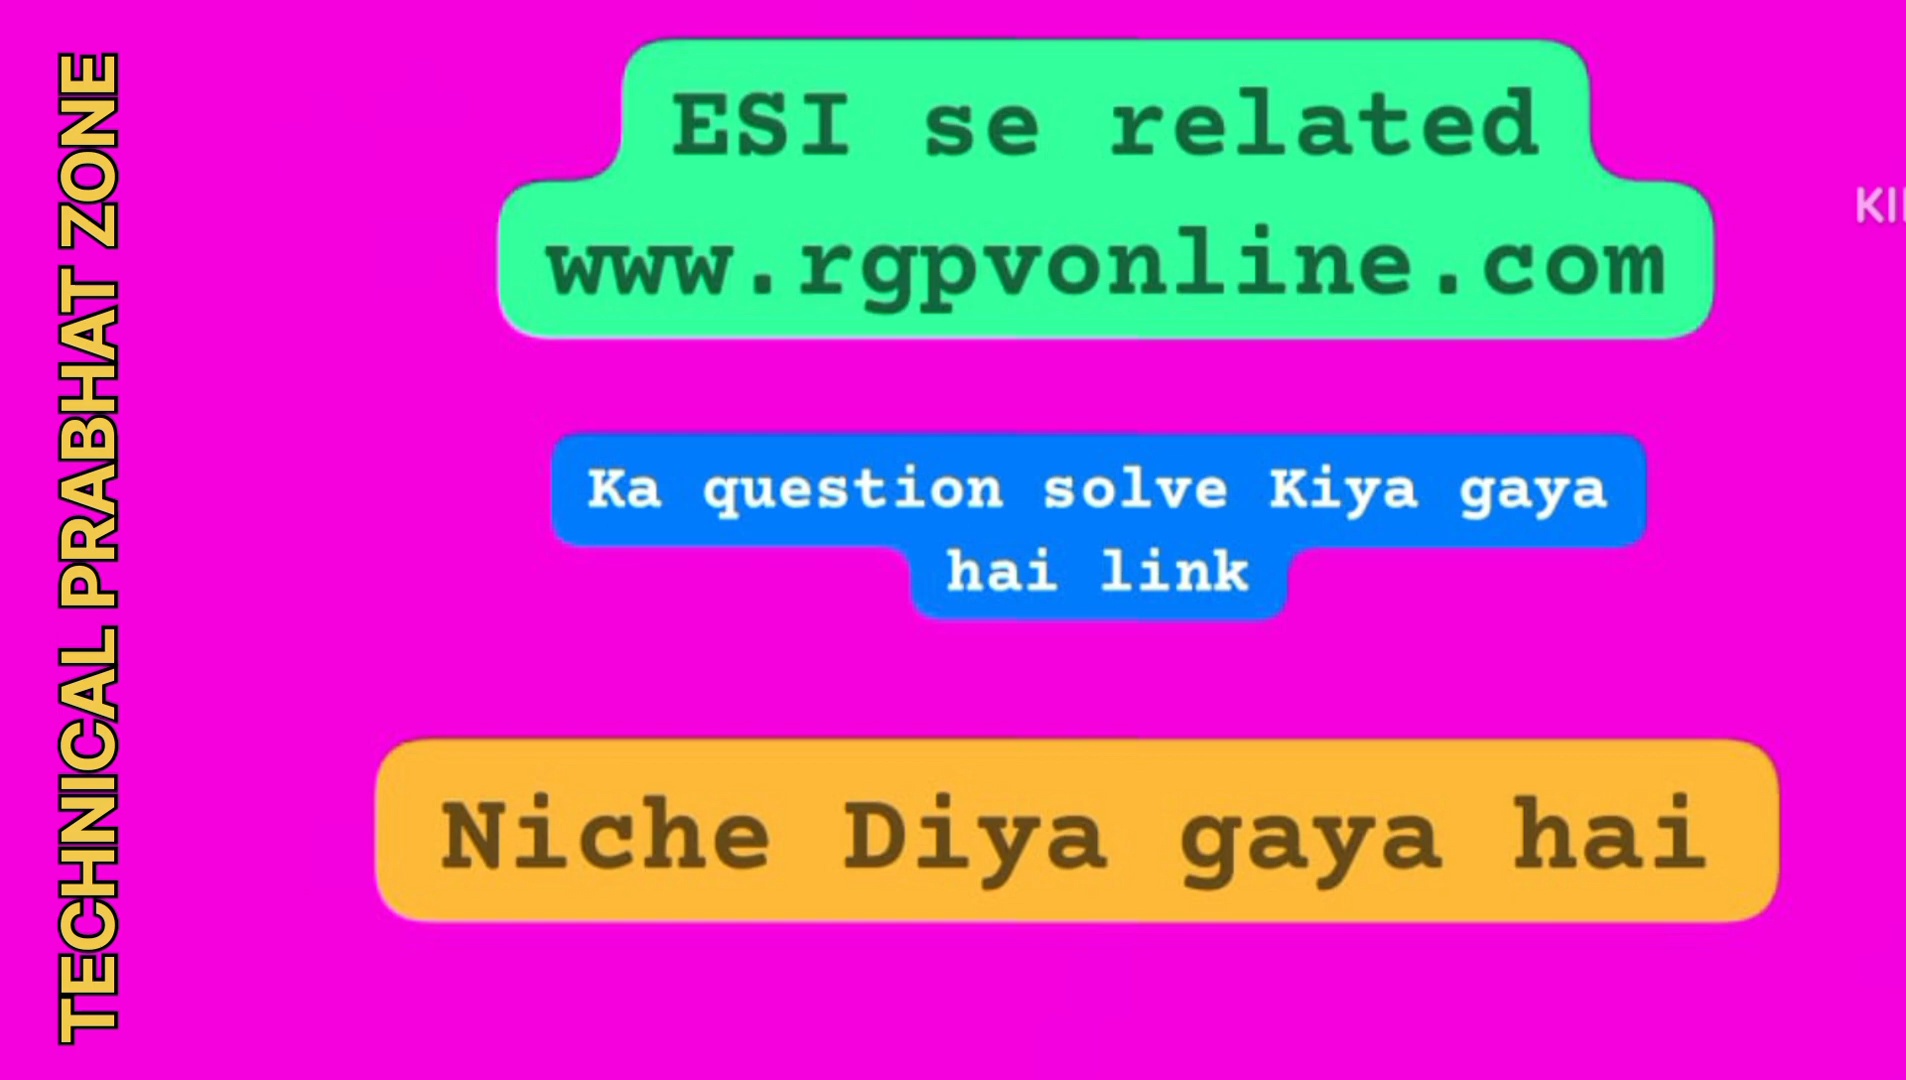 TECHNICAL PRABHAT ZONE
ESI se related
www.rgpvonline.com
Ka question solve Kiya gaya
hai link
Niche Diya gaya hai